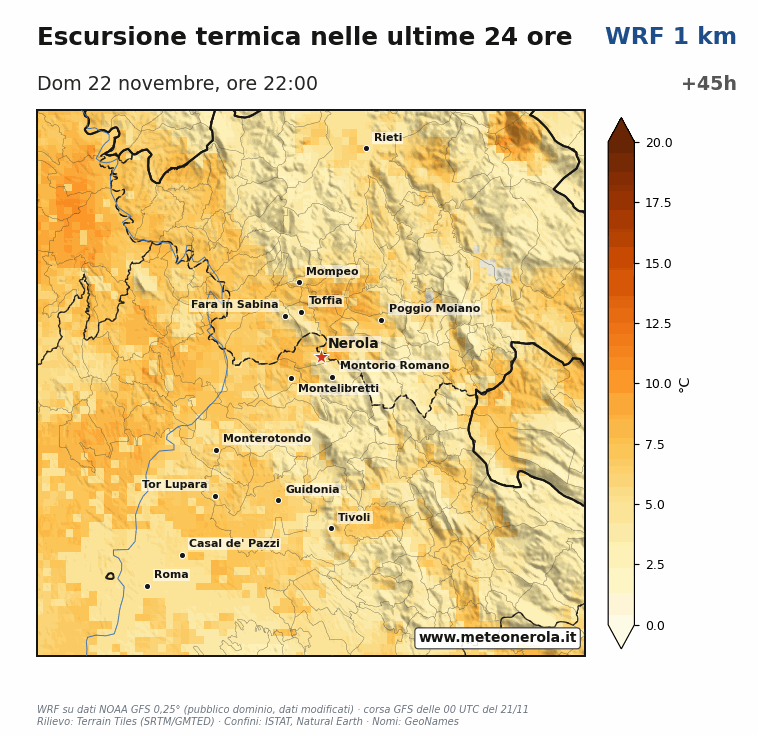 Escursione termica nelle ultime 24 ore
WRF 1 km
Dom 22 novembre, ore 22:00
+45h
Rieti
Mompeo
Fara in Sabina
Toffia
Poggio Moiano
Nerola
Montorio Romano
Montelibretti
Monterotondo
Tor Lupara
Guidonia
Tivoli
Casal de' Pazzi
Roma
www.meteonerola.it
20.0
17.5
15.0
12.5
10.0
7.5
5.0
2.5
0.0
°C
WRF su dati NOAA GFS 0,25° (pubblico dominio, dati modificati) · corsa GFS delle 00 UTC del 21/11
Rilievo: Terrain Tiles (SRTM/GMTED) · Confini: ISTAT, Natural Earth · Nomi: GeoNames